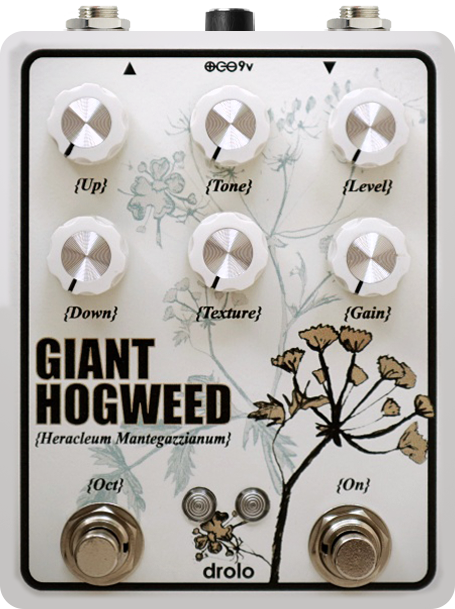 9v
{Up}
{Tone}
{Level}
{Down}
{Texture}
{Gain}
GIANT
HOGWEED
{Heracleum Mantegazzianum}
{Oct}
{On}
drolo